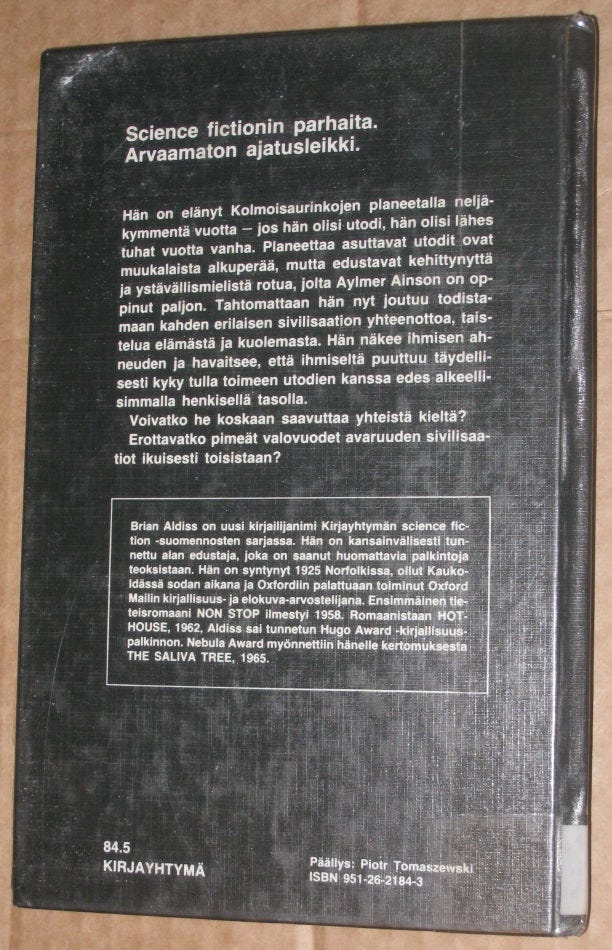 Science fictionin parhaita.
Arvaamaton ajatusleikki.
Hän on elänyt Kolmoisaurinkojen planeetalla neljä-
kymmentä vuotta — jos hän olisi utodi, hän olisi lähes
tuhat vuotta vanha. Planeettaa asuttavat utodit ovat
muukalaista alkuperää, mutta edustavat kehittynyttä
ja ystävällismielistä rotua, jolta Aylmer Ainson on op-
pinut paljon. Tahtomattaan hän nyt joutuu todista-
maan kahden erilaisen sivilisaation yhteenottoa, tais-
telua elämästä ja kuolemasta. Hän näkee ihmisen ah-
neuden ja havaitsee, että ihmiseltä puuttuu täydelli-
sesti kyky tulla toimeen utodien kanssa edes alkeelli-
simmalla henkisellä tasolla.
Voivatko he koskaan saavuttaa yhteistä kieltä?
Erottavatko pimeät valovuodet avaruuden sivilisaa-
tiot ikuisesti toisistaan?
Brian Aldiss on uusi kirjailijanimi Kirjayhtymän science fic-
tion -suomennosten sarjassa. Hän on kansainvälisesti tun-
nettu alan edustaja, joka on saanut huomattavia palkintoja
teoksistaan. Hän on syntynyt 1925 Norfolkissa, ollut Kauko-
Idässä sodan aikana ja Oxfordiin palattuaan toiminut Oxford
Mailin kirjallisuus- ja elokuva-arvostelijana. Ensimmäinen tie-
teisromaani NON STOP ilmestyi 1958. Romaanistaan HOT-
HOUSE, 1962, Aldiss sai tunnetun Hugo Award -kirjallisuus-
palkinnon. Nebula Award myönnettiin hänelle kertomuksesta
THE SALIVA TREE, 1965.
84.5
KIRJAYHTYMÄ
Päällys: Piotr Tomaszewski
ISBN 951-26-2184-3